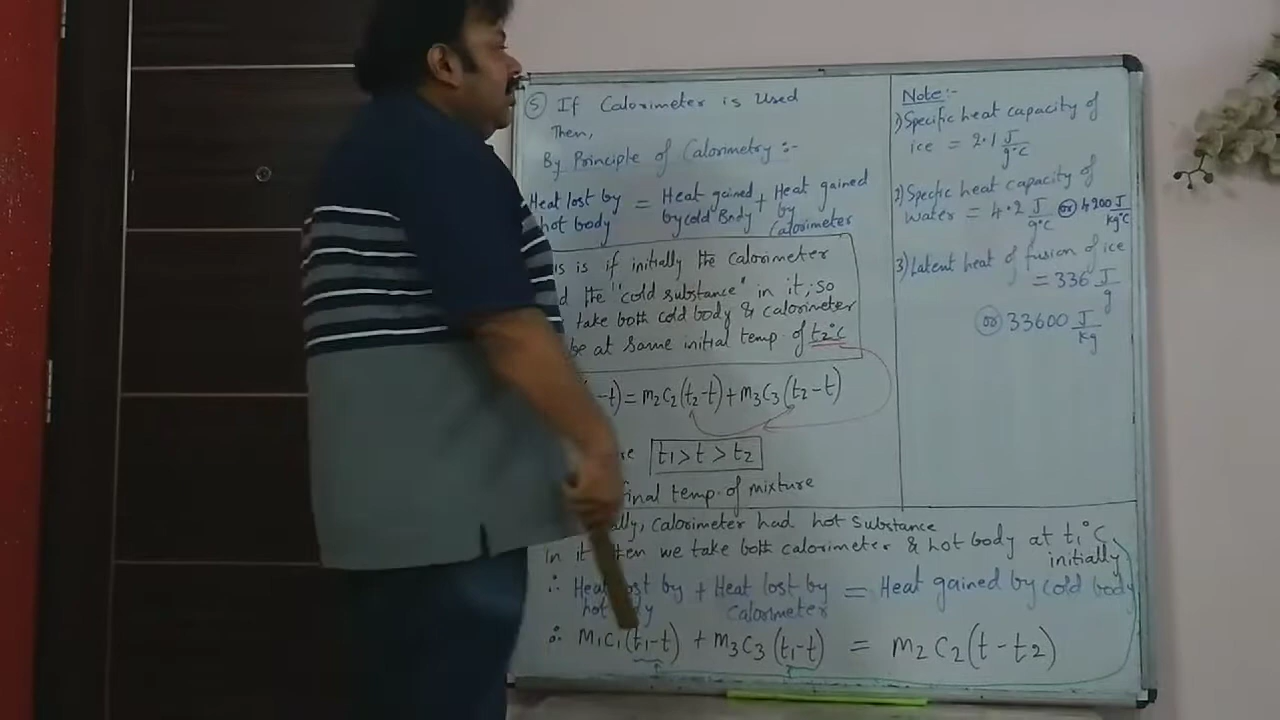 5 If Calorimeter is Used
Then,
By Principle of Calorimetry :-
Heat lost by hot body = Heat gained by cold Body + Heat gained by Calorimeter
is if initially the calorimeter
the "cold substance" in it, so
take both cold body & calorimeter
be at same initial temp. of t₂°C
-t) = m₂C₂(t₂-t) + m₃C₃(t₂-t)
t₁ > t > t₂
final temp. of mixture
calorimeter had hot substance
in it then we take both calorimeter & hot body at t₁°C initially
∴ Heat lost by hot body + Heat lost by Calorimeter = Heat gained by cold body
∴ m₁C₁(t₁-t) + m₃C₃(t₁-t) = m₂C₂(t-t₂)
Note:-
1) Specific heat capacity of
ice = 2.1 J/g°C
2) Specific heat capacity of
water = 4.2 J/g°C or 4200 J/kg°C
3) Latent heat of fusion of ice
= 336 J/g
or 33600 J/kg